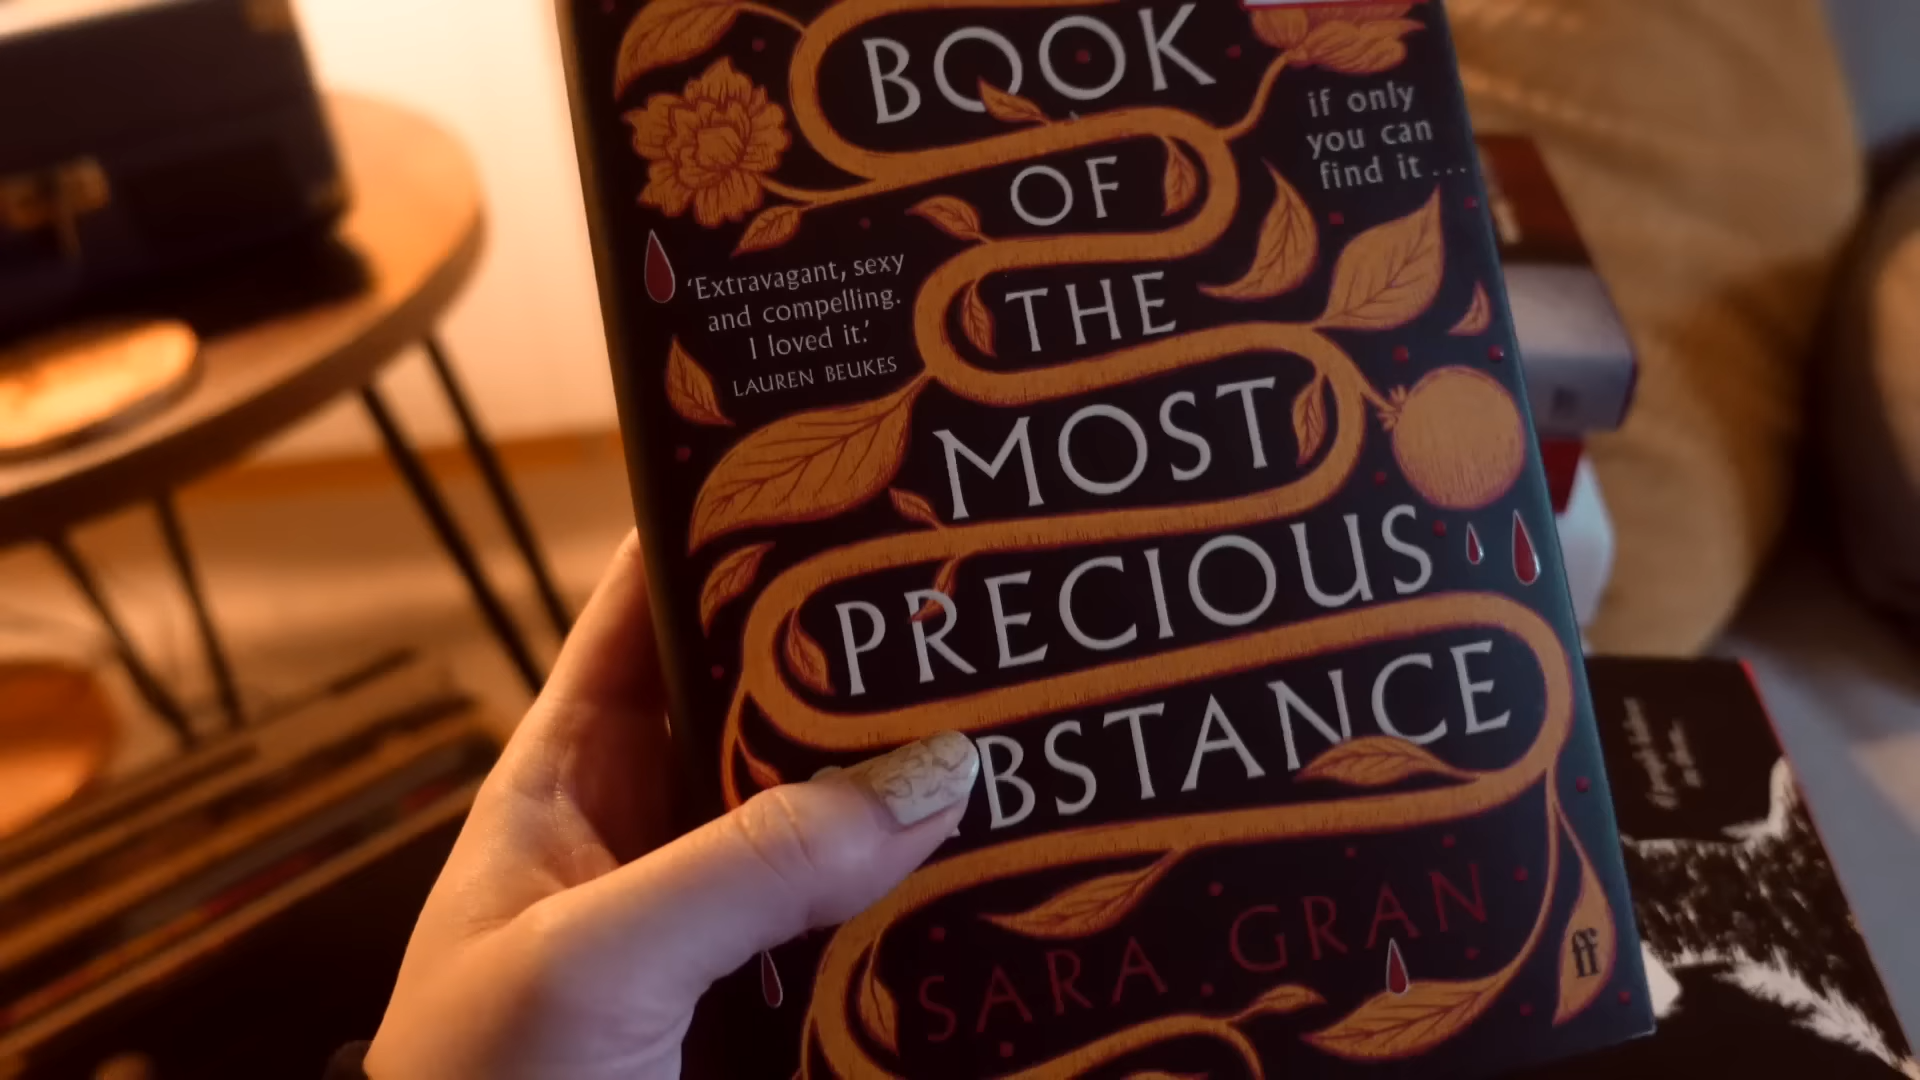 BOOK
if only
you can
find it...
OF
'Extravagant, sexy
and compelling.
I loved it.'
LAUREN BEUKES
THE
MOST
PRECIOUS
BSTANCE
SARA GRAN
ff